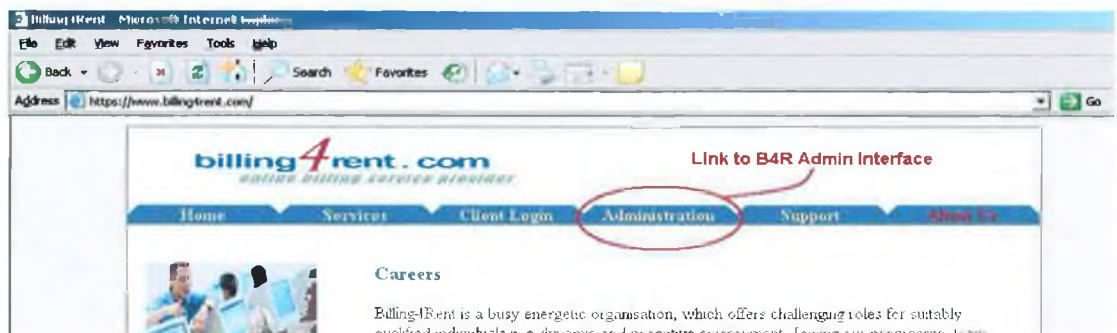 Billing4Rent - Microsoft Internet Explorer
File Edit View Favorites Tools Help
Back Search Favorites
Address https://www.billing4rent.com/ Go
billing4rent.com
online billing service provider
Link to B4R Admin Interface
Home Services Client Login Administration Support About Us
Careers
Billing4Rent is a busy energetic organisation, which offers challenging roles for suitably
qualified individuals